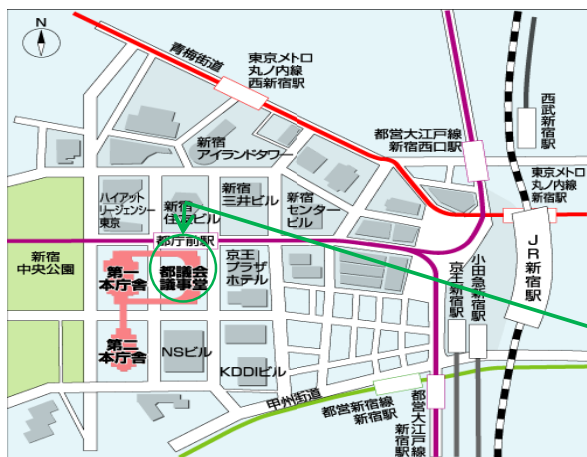 N
青梅街道
東京メトロ
丸ノ内線
西新宿駅
西武新宿駅
都営大江戸線
新宿西口駅
新宿
アイランドタワー
東京メトロ
丸ノ内線
新宿駅
ハイアット
リージェンシー
東京
新宿
住友ビル
新宿
三井ビル
新宿
センター
ビル
都庁前駅
新宿
中央公園
第一
本庁舎
都議会
議事堂
京王
プラザ
ホテル
京王新宿駅
小田急新宿駅
JR新宿駅
第二
本庁舎
NSビル
KDDIビル
甲州街道
都営新宿線
新宿駅
都営大江戸線
新宿駅